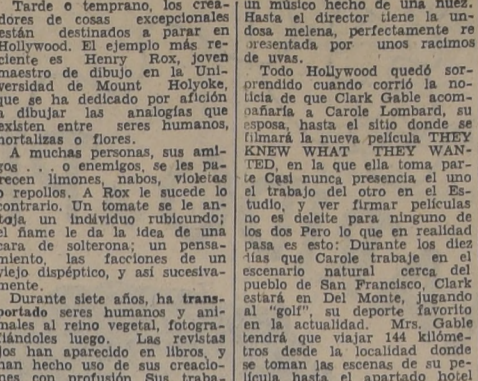 Tarde o temprano, los crea-
dores de cosas excepcionales
están destinados a parar en
Hollywood. El ejemplo más re-
ciente es Henry Rox, joven
maestro de dibujo en la Uni-
versidad de Mount Holyoke,
que se ha dedicado por afición
a dibujar las analogías que
existen entre seres humanos,
hortalizas o flores.
A muchas personas, sus ami-
gos . . . o enemigos, se les pa-
recen limones, nabos, violetas
o repollos. A Rox le sucede lo
contrario. Un tomate se le an-
toja un individuo rubicundo;
el ñame le da la idea de una
cara de solterona; un pensa-
miento, las facciones de un
viejo dispéptico, y así sucesiva-
mente.
Durante siete años, ha trans-
portado seres humanos y ani-
males al reino vegetal, fotogra-
fiándoles luego. Las revistas
los han aparecido en libros, y
han hecho uso de sus creacio-
nes con profusión Sus traba-
un músico hecho de una nuez.
Hasta el director tiene la un-
dosa melena, perfectamente re
presentada por unos racimos
de uvas.
Todo Hollywood quedó sor-
prendido cuando corrió la no-
ticia de que Clark Gable acom-
pañaría a Carole Lombard, su
esposa, hasta el sitio donde se
filmará la nueva película THEY
KNEW WHAT THEY WAN-
TED, en la que ella toma par-
te Casi nunca presencia el uno
el trabajo del otro en el Es-
tudio, y ver firmar películas
no es deleite para ninguno de
los dos Pero lo que en realidad
pasa es esto: Durante los diez
días que Carole trabaje en el
escenario natural cerca del
pueblo de San Francisco, Clark
estará en Del Monte, jugando
al "golf", su deporte favorito
en la actualidad. Mrs. Gable
tendrá que viajar 144 kilóme-
tros desde la localidad donde
se toman las escenas de su pe-
lícula hasta el apartado hotel